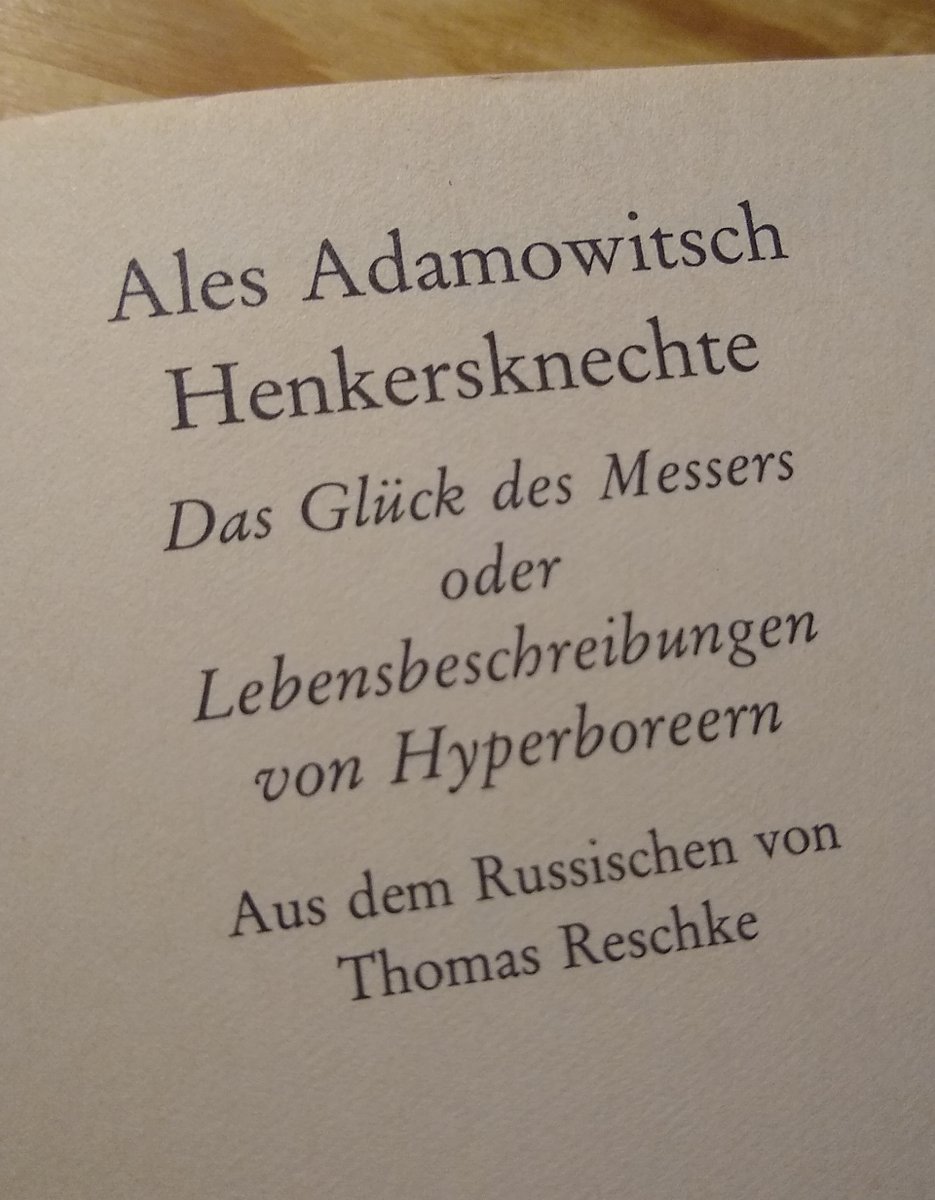 Ales Adamowitsch
Henkersknechte
Das Glück des Messers
oder
Lebensbeschreibungen
von Hyperboreern
Aus dem Russischen von
Thomas Reschke